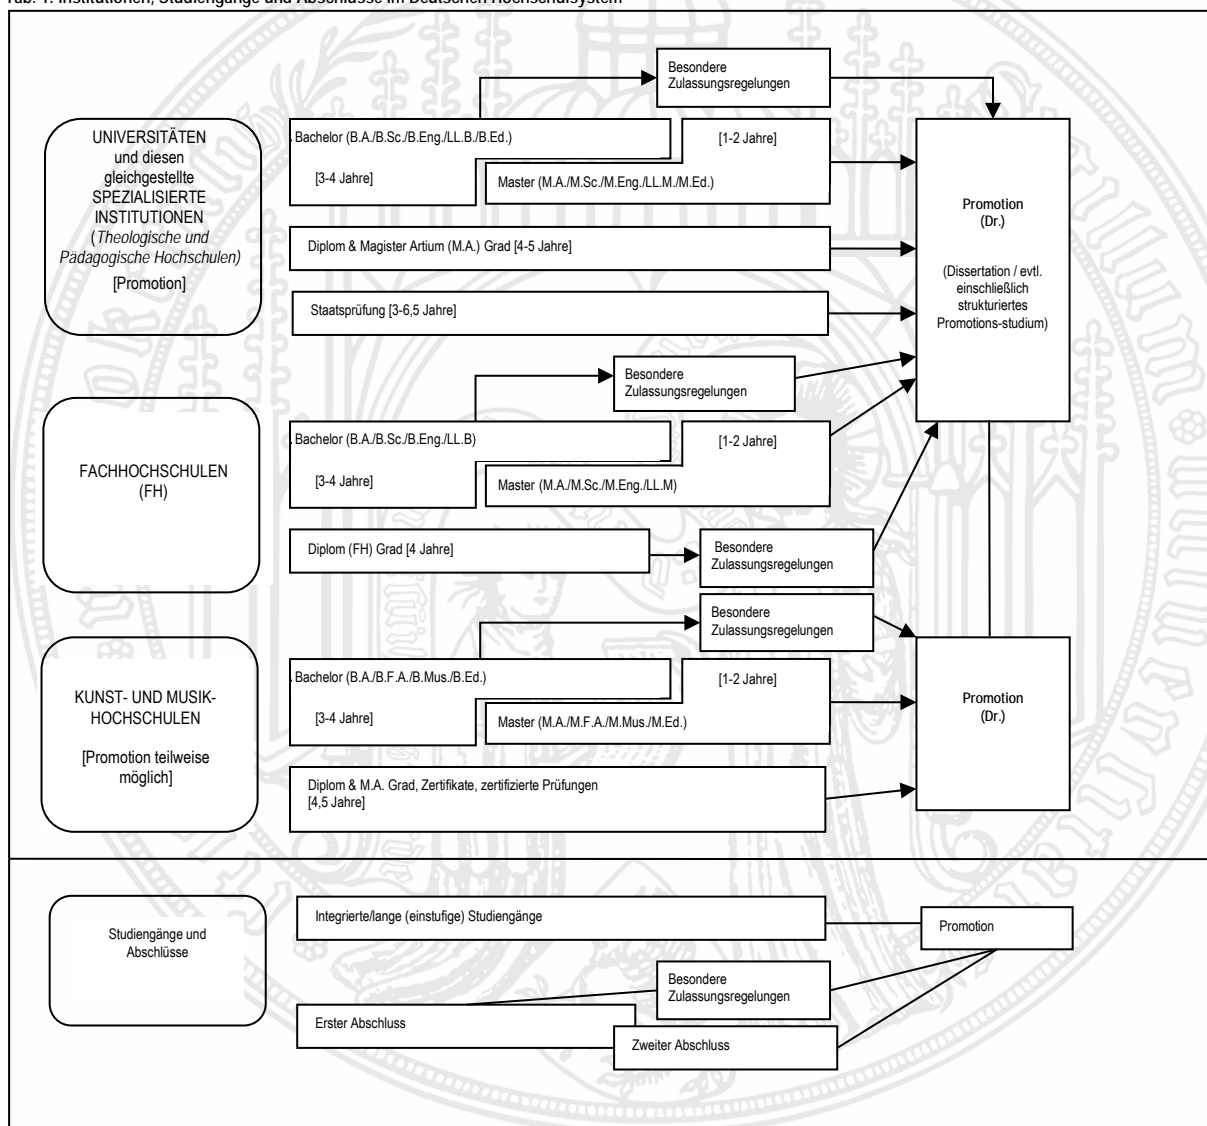 Tab. 1: Institutionen, Studiengänge und Abschlüsse im Deutschen Hochschulsystem
Besondere
Zulassungsregelungen
UNIVERSITÄTEN
und diesen
gleichgestellte
SPEZIALISIERTE
INSTITUTIONEN
(Theologische und
Pädagogische Hochschulen)
[Promotion]
Bachelor (B.A./B.Sc./B.Eng./LL.B./B.Ed.)
[3-4 Jahre]
[1-2 Jahre]
Master (M.A./M.Sc./M.Eng./LL.M./M.Ed.)
Diplom & Magister Artium (M.A.) Grad [4-5 Jahre]
Staatsprüfung [3-6,5 Jahre]
Promotion
(Dr.)
(Dissertation / evtl.
einschließlich
strukturiertes
Promotions-studium)
Besondere
Zulassungsregelungen
FACHHOCHSCHULEN
(FH)
Bachelor (B.A./B.Sc./B.Eng./LL.B)
[3-4 Jahre]
[1-2 Jahre]
Master (M.A./M.Sc./M.Eng./LL.M)
Diplom (FH) Grad [4 Jahre]
Besondere
Zulassungsregelungen
Besondere
Zulassungsregelungen
KUNST- UND MUSIK-
HOCHSCHULEN
[Promotion teilweise
möglich]
Bachelor (B.A./B.F.A./B.Mus./B.Ed.)
[3-4 Jahre]
[1-2 Jahre]
Master (M.A./M.F.A./M.Mus./M.Ed.)
Diplom & M.A. Grad, Zertifikate, zertifizierte Prüfungen
[4,5 Jahre]
Promotion
(Dr.)
Studiengänge und
Abschlüsse
Integrierte/lange (einstufige) Studiengänge
Promotion
Besondere
Zulassungsregelungen
Erster Abschluss
Zweiter Abschluss